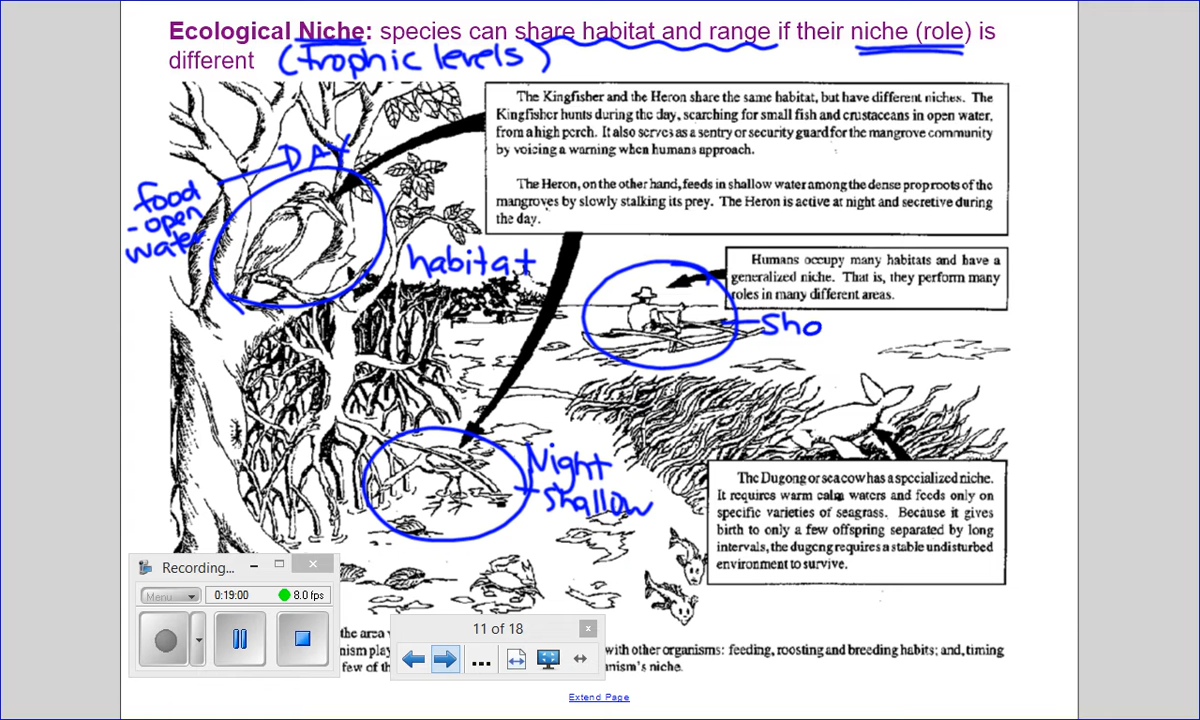 Ecological Niche: species can share habitat and range if their niche (role) is
different (trophic levels)
The Kingfisher and the Heron share the same habitat, but have different niches. The
Kingfisher hunts during the day, searching for small fish and crustaceans in open water,
from a high perch. It also serves as a sentry or security guard for the mangrove community
by voicing a warning when humans approach.
The Heron, on the other hand, feeds in shallow water among the dense prop roots of the
mangroves by slowly stalking its prey. The Heron is active at night and secretive during
the day.
DAY
food
- open
water
habitat
Humans occupy many habitats and have a
generalized niche. That is, they perform many
roles in many different areas.
Sho
Night
shallow
The Dugong or sea cow has a specialized niche.
It requires warm calm waters and feeds only on
specific varieties of seagrass. Because it gives
birth to only a few offspring separated by long
intervals, the dugong requires a stable undisturbed
environment to survive.
Recording...
Menu
0:19:00
8.0 fps
11 of 18
the area
with other organisms: feeding, roosting and breeding habits; and, timing
few of
niche.
Extend Page